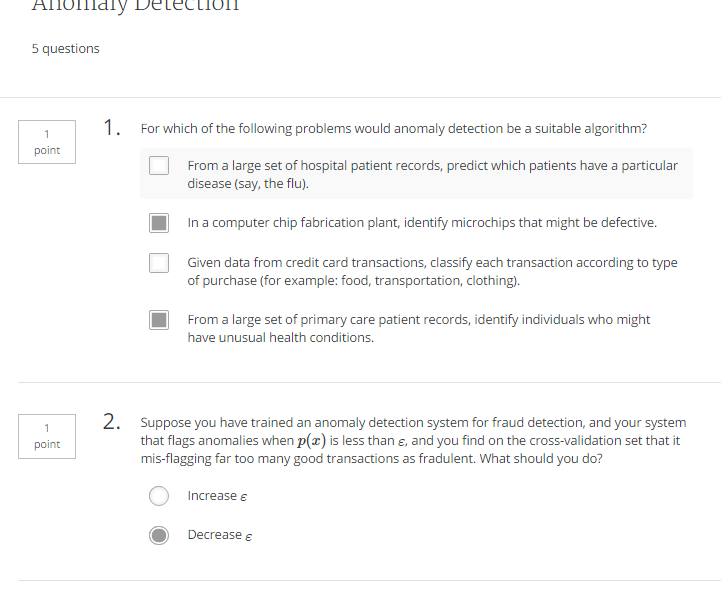 Anomaly Detection
5 questions
1
point
1.
For which of the following problems would anomaly detection be a suitable algorithm?
From a large set of hospital patient records, predict which patients have a particular
disease (say, the flu).
In a computer chip fabrication plant, identify microchips that might be defective.
Given data from credit card transactions, classify each transaction according to type
of purchase (for example: food, transportation, clothing).
From a large set of primary care patient records, identify individuals who might
have unusual health conditions.
1
point
2.
Suppose you have trained an anomaly detection system for fraud detection, and your system
that flags anomalies when p(x) is less than ε, and you find on the cross-validation set that it
mis-flagging far too many good transactions as fradulent. What should you do?
Increase ε
Decrease ε